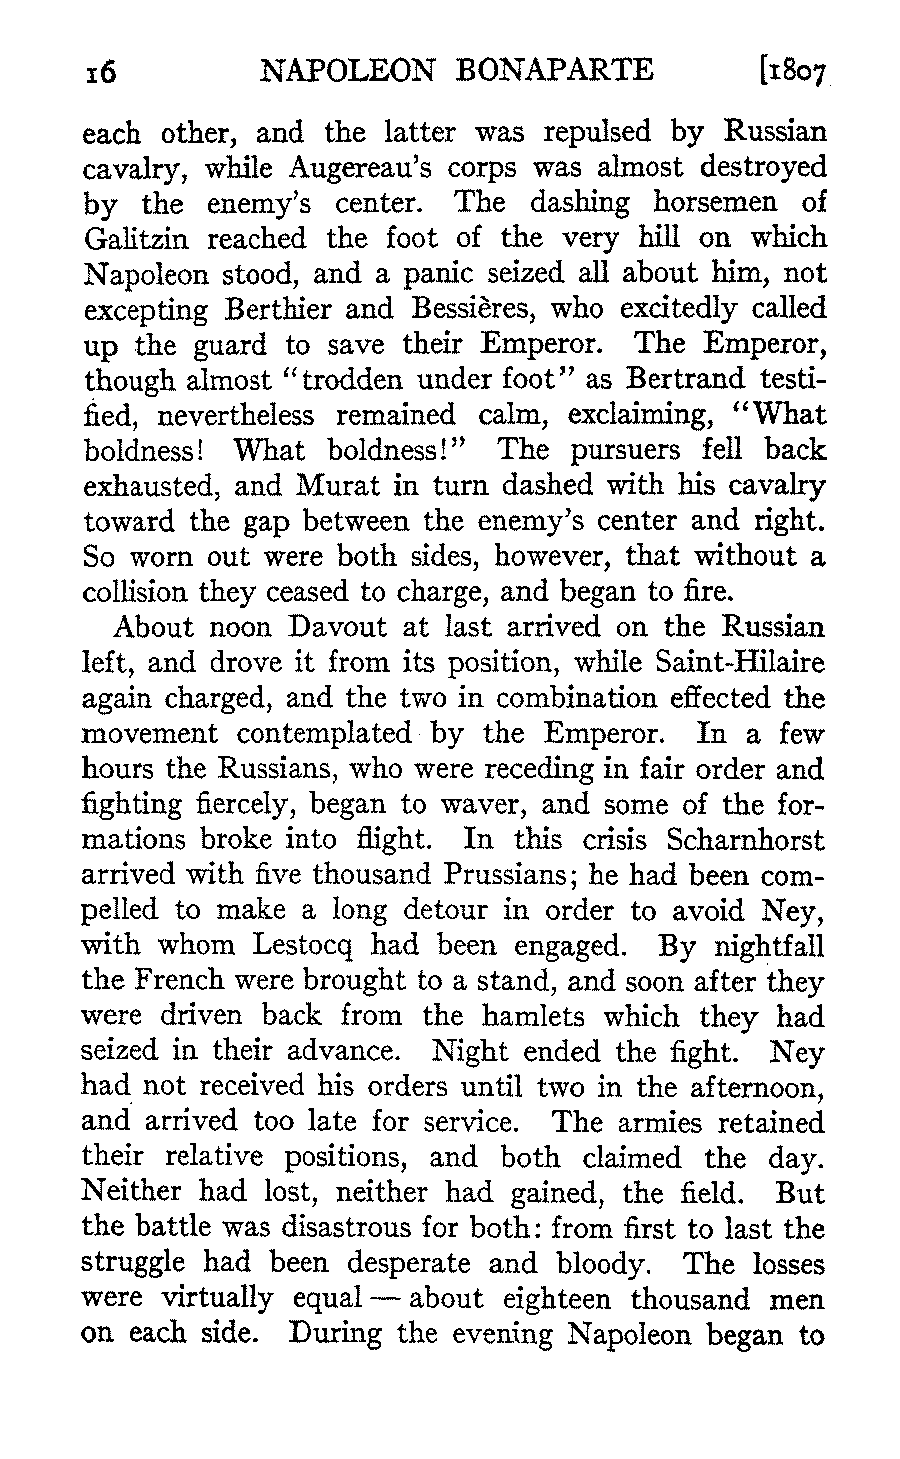 16 NAPOLEON BONAPARTE [1807
each other, and the latter was repulsed by Russian
cavalry, while Augereau's corps was almost destroyed
by the enemy's center. The dashing horsemen of
Galitzin reached the foot of the very hill on which
Napoleon stood, and a panic seized all about him, not
excepting Berthier and Bessières, who excitedly called
up the guard to save their Emperor. The Emperor,
though almost "trodden under foot" as Bertrand testi-
fied, nevertheless remained calm, exclaiming, "What
boldness! What boldness!" The pursuers fell back
exhausted, and Murat in turn dashed with his cavalry
toward the gap between the enemy's center and right.
So worn out were both sides, however, that without a
collision they ceased to charge, and began to fire.
About noon Davout at last arrived on the Russian
left, and drove it from its position, while Saint-Hilaire
again charged, and the two in combination effected the
movement contemplated by the Emperor. In a few
hours the Russians, who were receding in fair order and
fighting fiercely, began to waver, and some of the for-
mations broke into flight. In this crisis Scharnhorst
arrived with five thousand Prussians; he had been com-
pelled to make a long detour in order to avoid Ney,
with whom Lestocq had been engaged. By nightfall
the French were brought to a stand, and soon after they
were driven back from the hamlets which they had
seized in their advance. Night ended the fight. Ney
had not received his orders until two in the afternoon,
and arrived too late for service. The armies retained
their relative positions, and both claimed the day.
Neither had lost, neither had gained, the field. But
the battle was disastrous for both: from first to last the
struggle had been desperate and bloody. The losses
were virtually equal — about eighteen thousand men
on each side. During the evening Napoleon began to